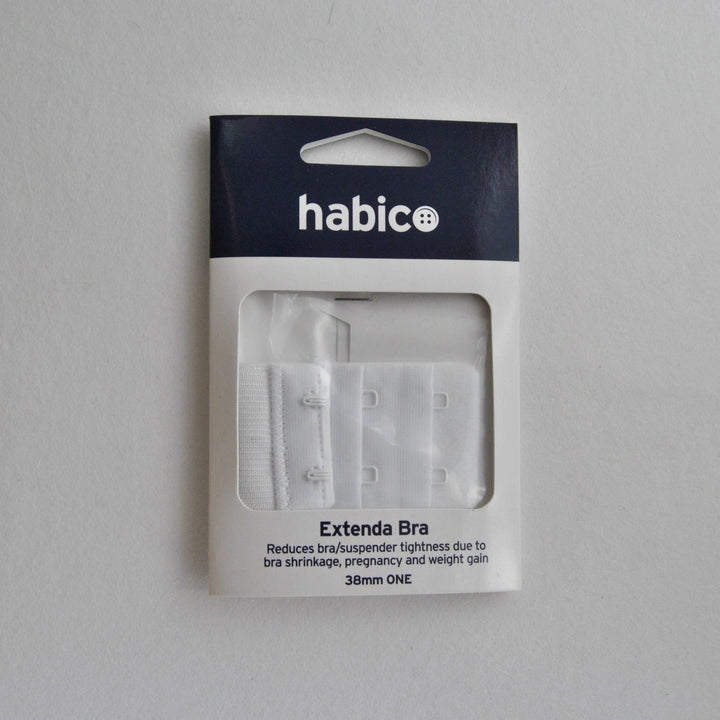 habico
Extenda Bra
Reduces bra/suspender tightness due to
bra shrinkage, pregnancy and weight gain
38mm ONE